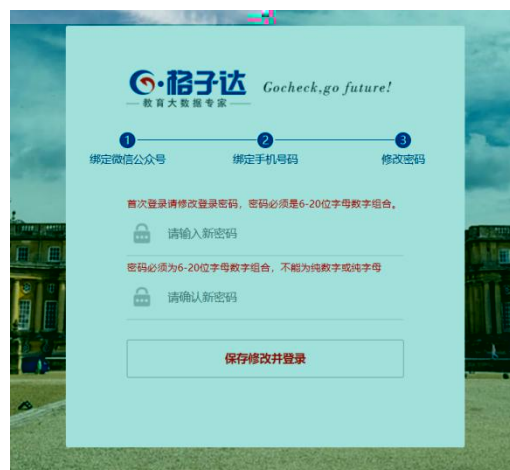 格子达
教育大数据专家
Gocheck,go future!
1 2 3
绑定微信公众号 绑定手机号码 修改密码
首次登录请修改登录密码，密码必须是6-20位字母数字组合。
请输入新密码
密码必须为6-20位字母数字组合，不能为纯数字或纯字母
请确认新密码
保存修改并登录